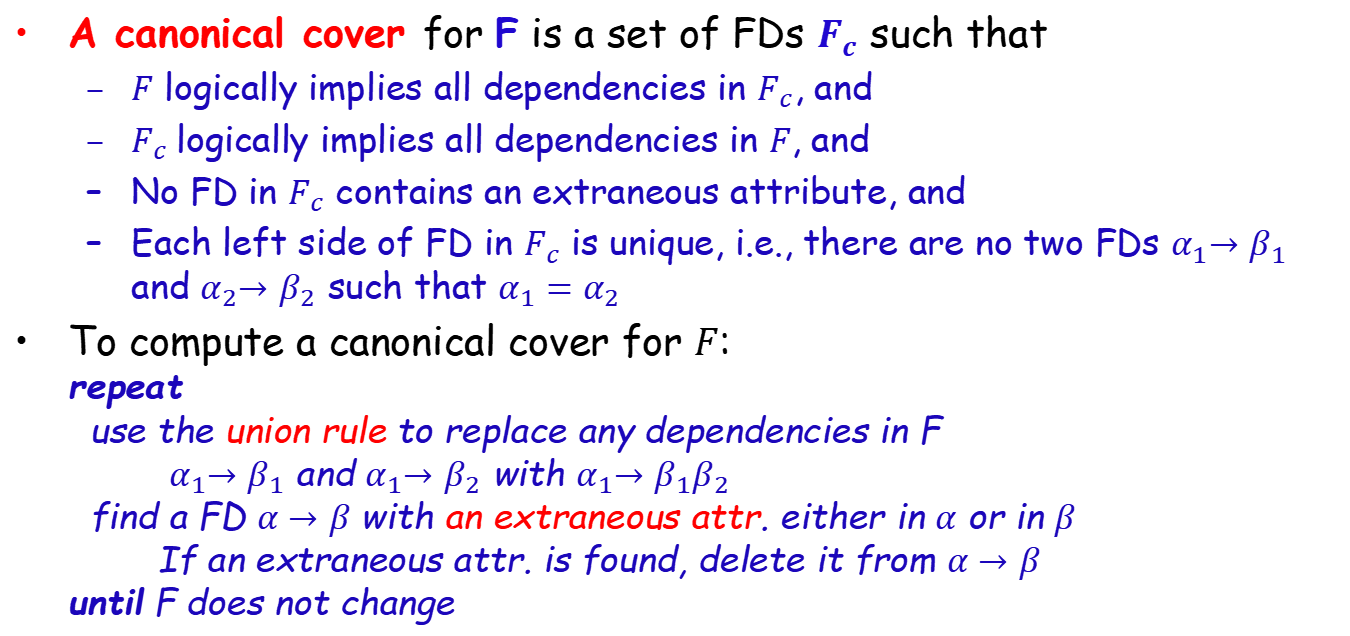 • A canonical cover for F is a set of FDs F_c such that
– F logically implies all dependencies in F_c, and
– F_c logically implies all dependencies in F, and
– No FD in F_c contains an extraneous attribute, and
– Each left side of FD in F_c is unique, i.e., there are no two FDs α₁→ β₁
and α₂→ β₂ such that α₁ = α₂
• To compute a canonical cover for F:
repeat
use the union rule to replace any dependencies in F
α₁→ β₁ and α₁→ β₂ with α₁→ β₁β₂
find a FD α → β with an extraneous attr. either in α or in β
If an extraneous attr. is found, delete it from α → β
until F does not change